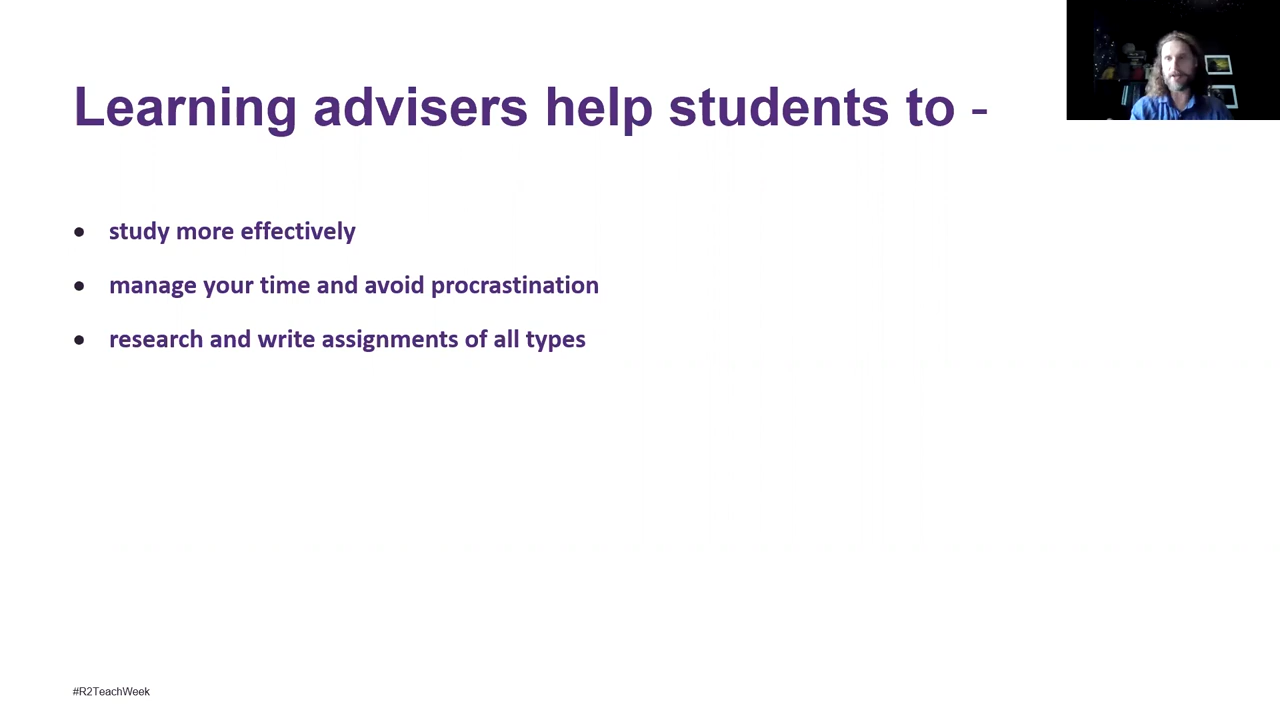 Learning advisers help students to -
• study more effectively
• manage your time and avoid procrastination
• research and write assignments of all types
#R2TeachWeek